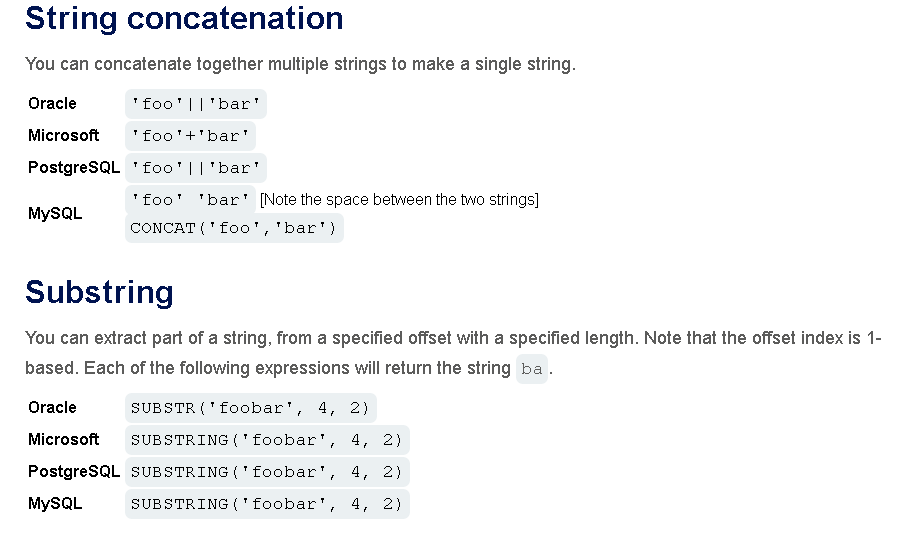 String concatenation
You can concatenate together multiple strings to make a single string.
Oracle 'foo'||'bar'
Microsoft 'foo'+'bar'
PostgreSQL 'foo'||'bar'
MySQL 'foo' 'bar' [Note the space between the two strings]
CONCAT('foo','bar')
Substring
You can extract part of a string, from a specified offset with a specified length. Note that the offset index is 1-
based. Each of the following expressions will return the string ba.
Oracle SUBSTR('foobar', 4, 2)
Microsoft SUBSTRING('foobar', 4, 2)
PostgreSQL SUBSTRING('foobar', 4, 2)
MySQL SUBSTRING('foobar', 4, 2)